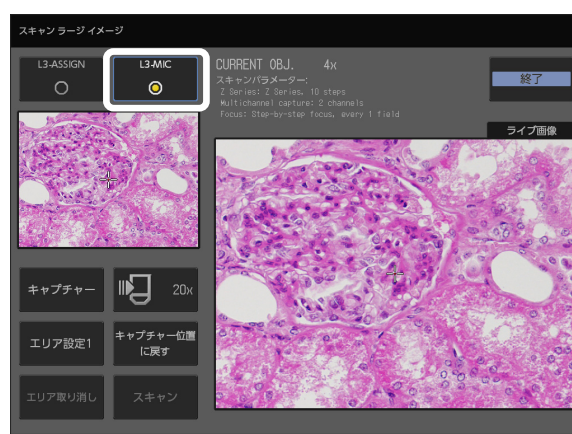 スキャン ラージ イメージ
L3-ASSIGN
L3-MIC
CURRENT OBJ. 4x
スキャンパラメーター:
Z Series: Z Series, 10 steps
Multichannel capture: 2 channels
Focus: Step-by-step focus, every 1 field
終了
ライブ画像
キャプチャー
20x
エリア設定1
キャプチャー位置
に戻す
エリア取り消し
スキャン